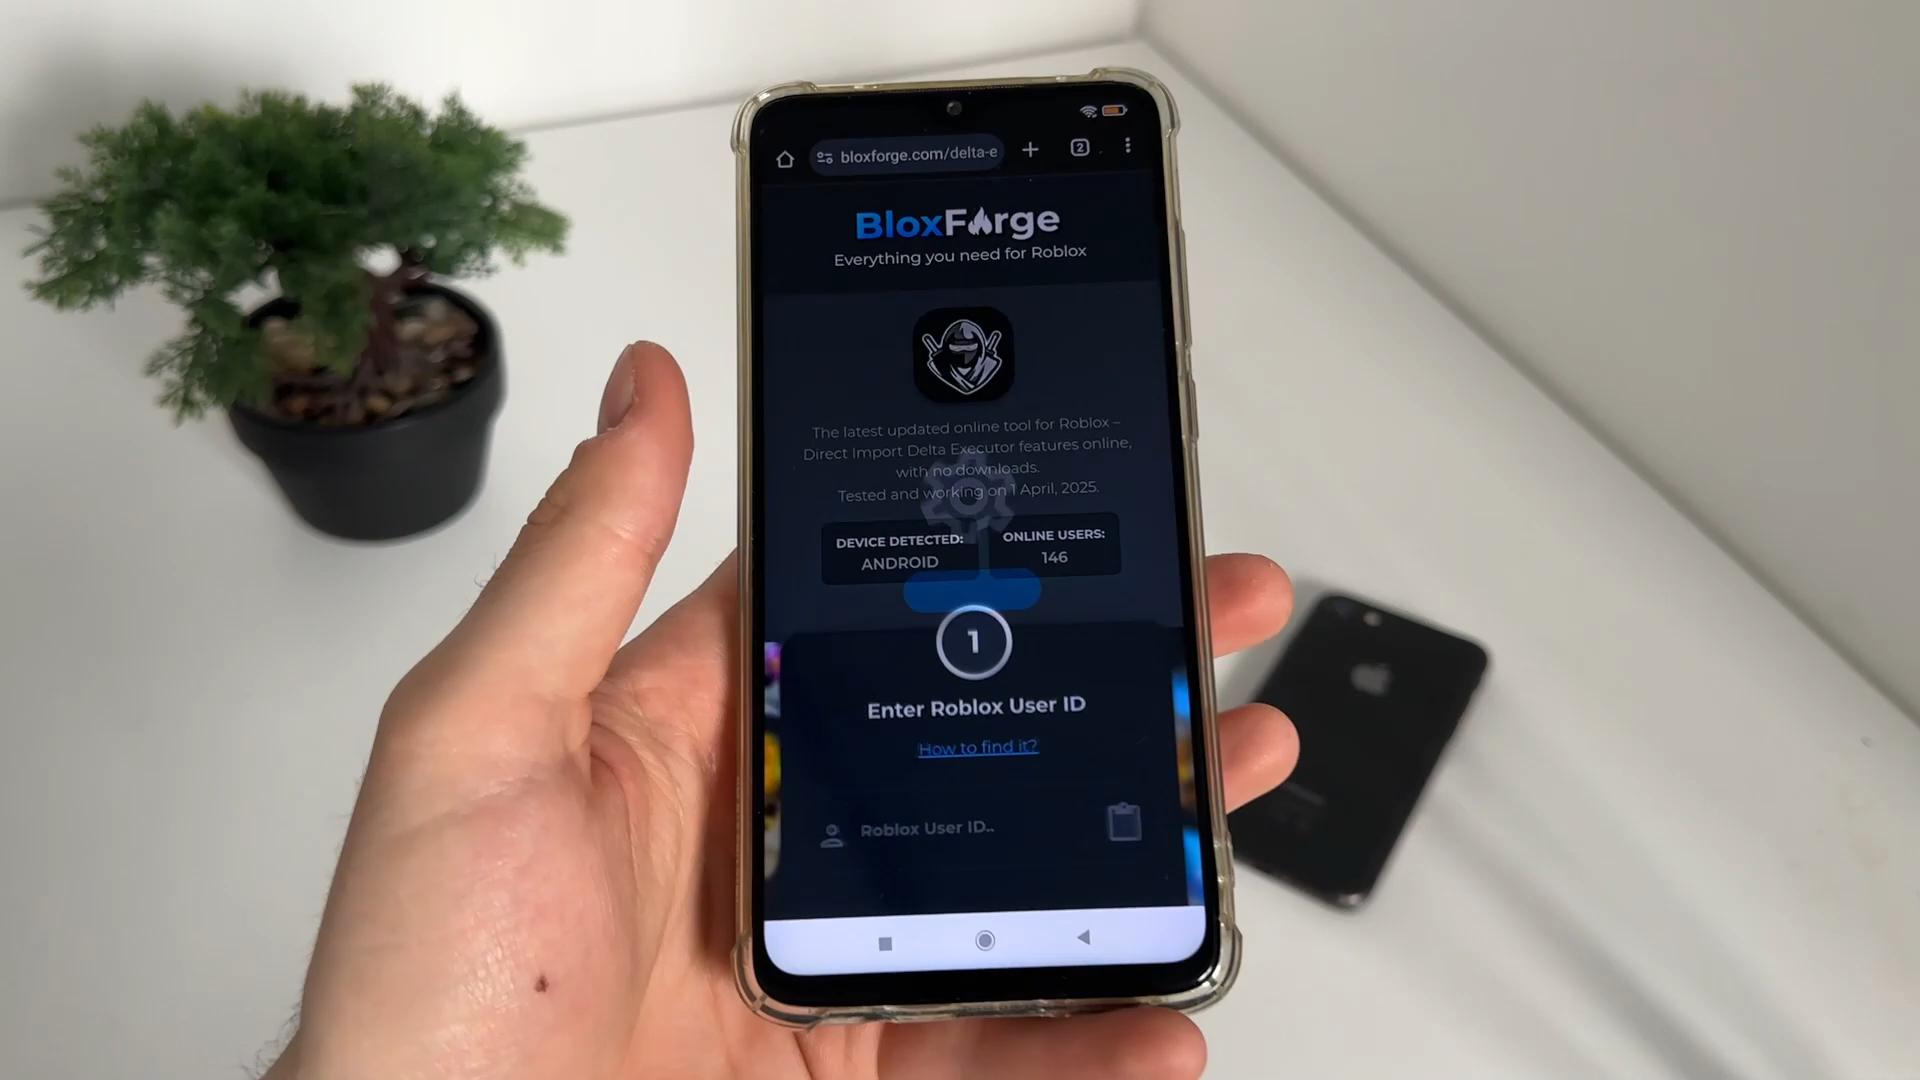 bloxforge.com/delta-e
2
BloxForge
Everything you need for Roblox
The latest updated online tool for Roblox –
Direct Import Delta Executor features online,
with no downloads.
Tested and working on 1 April, 2025.
DEVICE DETECTED:
ANDROID
ONLINE USERS:
146
1
Enter Roblox User ID
How to find it?
Roblox User ID..